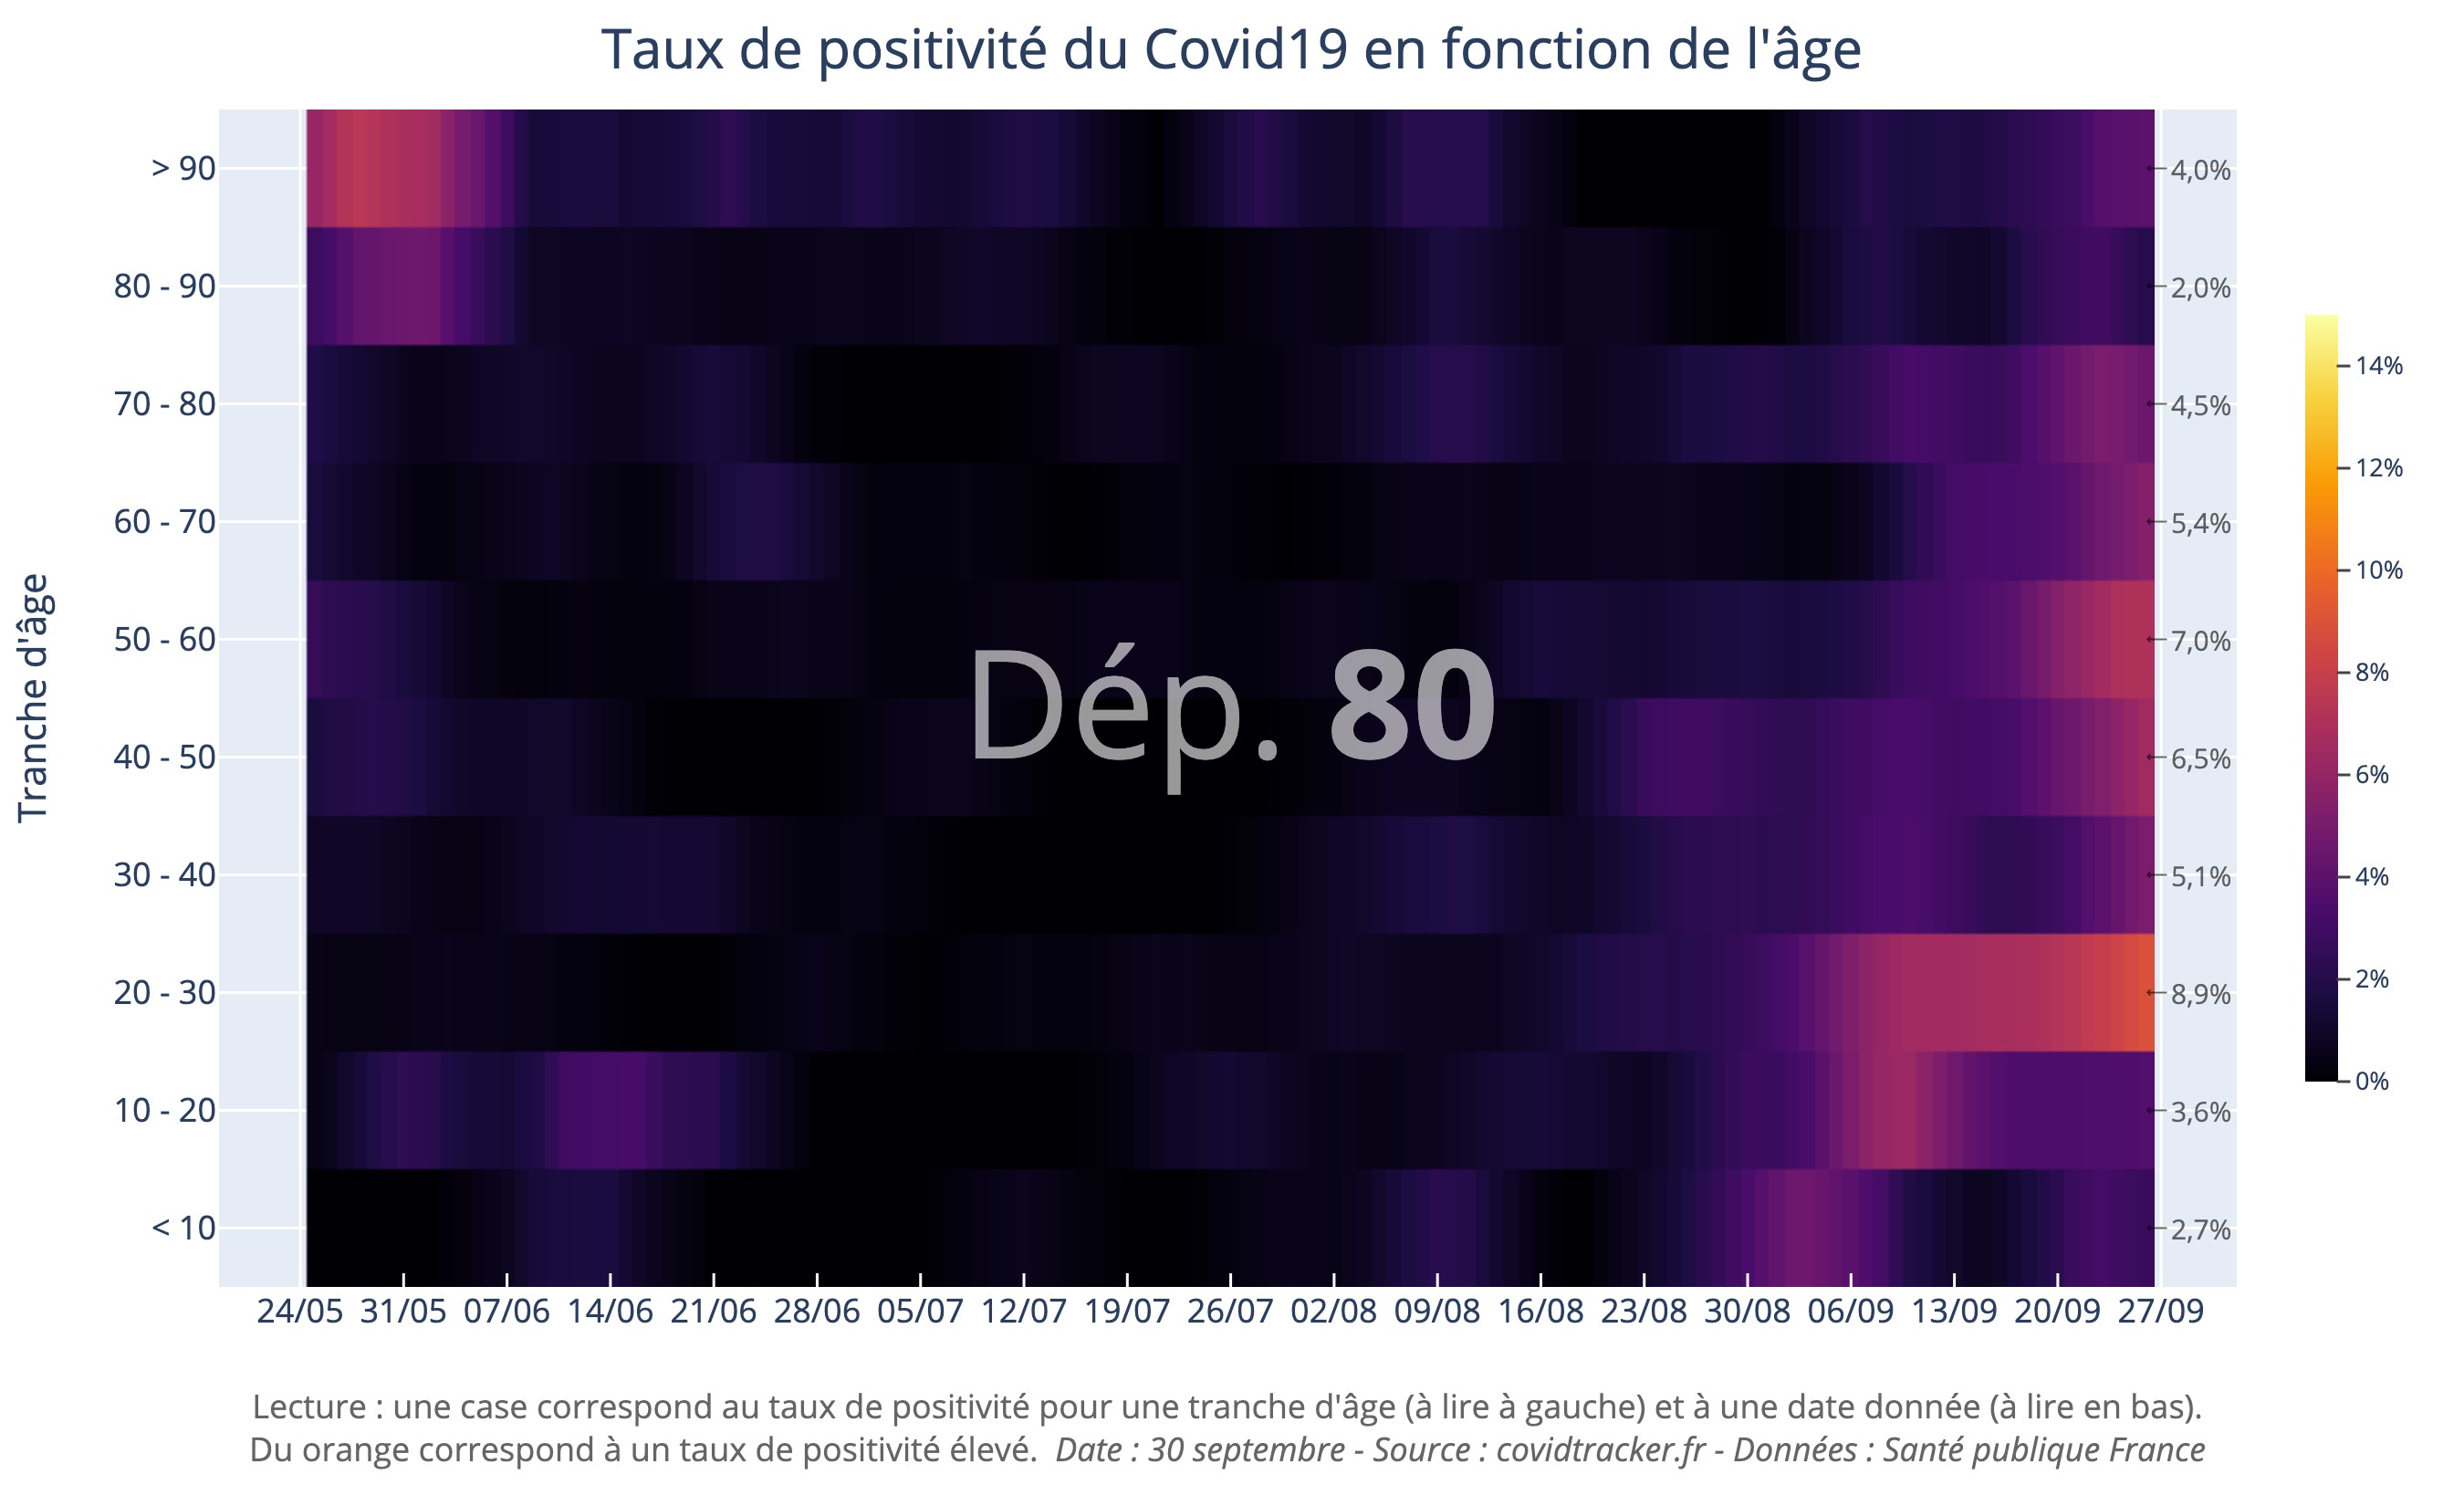 Taux de positivité du Covid19 en fonction de l'âge
Tranche d'âge
> 90
80 - 90
70 - 80
60 - 70
50 - 60
40 - 50
30 - 40
20 - 30
10 - 20
< 10
Dép. 80
4,0%
2,0%
4,5%
5,4%
7,0%
6,5%
5,1%
8,9%
3,6%
2,7%
14%
12%
10%
8%
6%
4%
2%
0%
24/05 31/05 07/06 14/06 21/06 28/06 05/07 12/07 19/07 26/07 02/08 09/08 16/08 23/08 30/08 06/09 13/09 20/09 27/09
Lecture : une case correspond au taux de positivité pour une tranche d'âge (à lire à gauche) et à une date donnée (à lire en bas).
Du orange correspond à un taux de positivité élevé. Date : 30 septembre - Source : covidtracker.fr - Données : Santé publique France